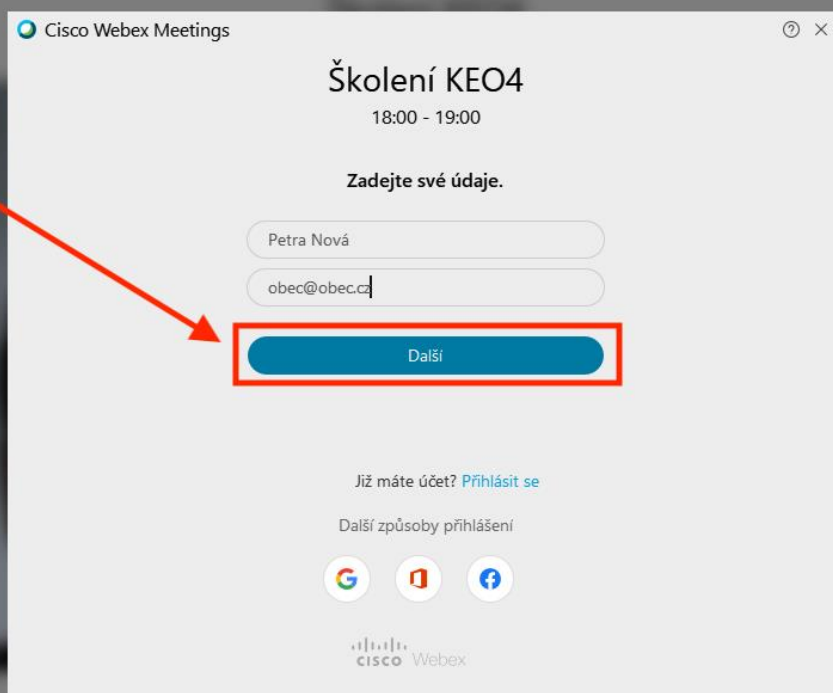 Cisco Webex Meetings
Školení KEO4
18:00 - 19:00
Zadejte své údaje.
Petra Nová
obec@obec.cz
Další
Již máte účet? Přihlásit se
Další způsoby přihlášení
CISCO Webex